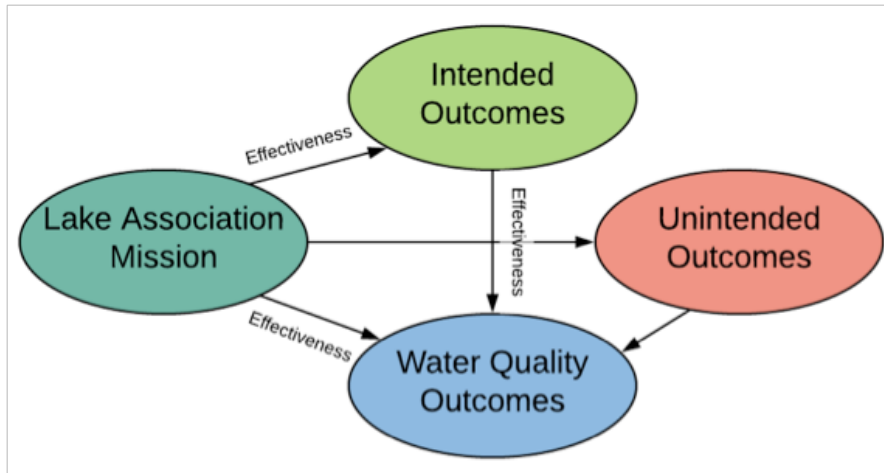 Intended
Outcomes
Effectiveness
Lake Association
Mission
Effectiveness
Unintended
Outcomes
Effectiveness
Water Quality
Outcomes